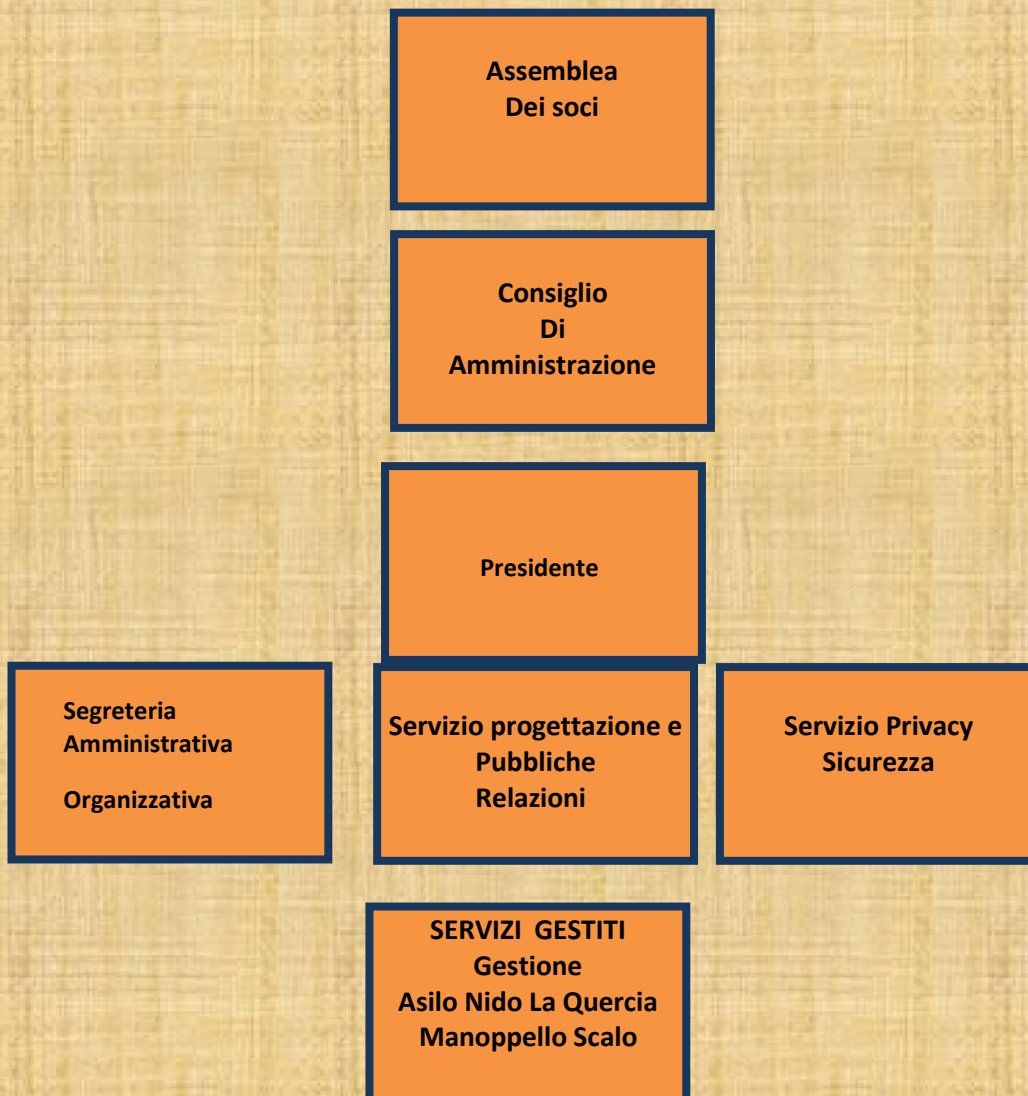 Assemblea
Dei soci
Consiglio
Di
Amministrazione
Presidente
Segreteria
Amministrativa
Organizzativa
Servizio progettazione e
Pubbliche
Relazioni
Servizio Privacy
Sicurezza
SERVIZI GESTITI
Gestione
Asilo Nido La Quercia
Manoppello Scalo